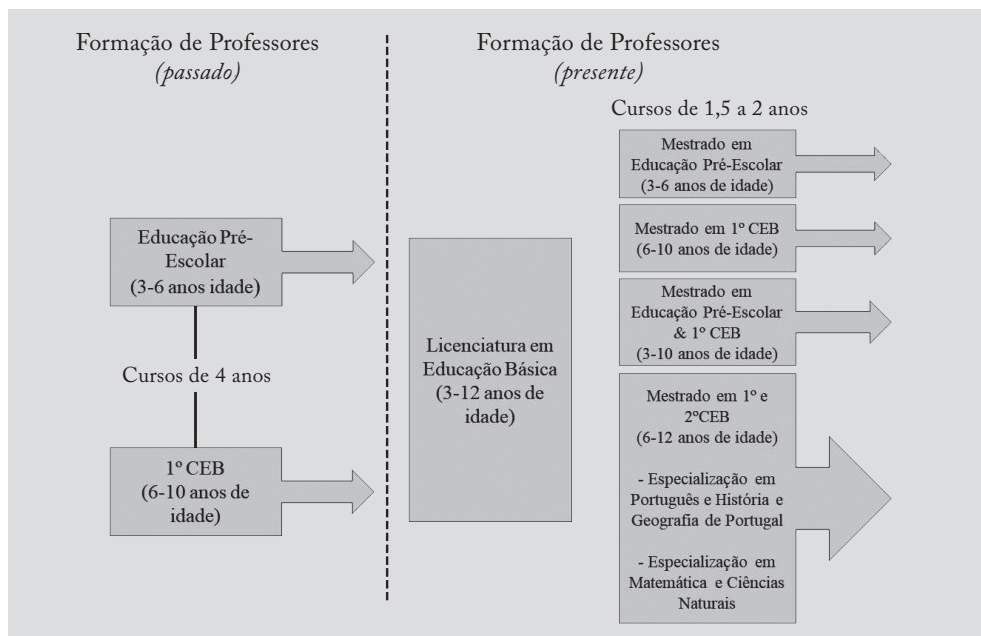 Formação de Professores
(passado)
Educação Pré-
Escolar
(3-6 anos idade)
Cursos de 4 anos
1º CEB
(6-10 anos de
idade)
Formação de Professores
(presente)
Cursos de 1,5 a 2 anos
Licenciatura em
Educação Básica
(3-12 anos de
idade)
Mestrado em
Educação Pré-Escolar
(3-6 anos de idade)
Mestrado em 1º CEB
(6-10 anos de idade)
Mestrado em
Educação Pré-Escolar
& 1º CEB
(3-10 anos de idade)
Mestrado em 1º e
2ºCEB
(6-12 anos de idade)
- Especialização em
Português e História e
Geografia de Portugal
- Especialização em
Matemática e Ciências
Naturais